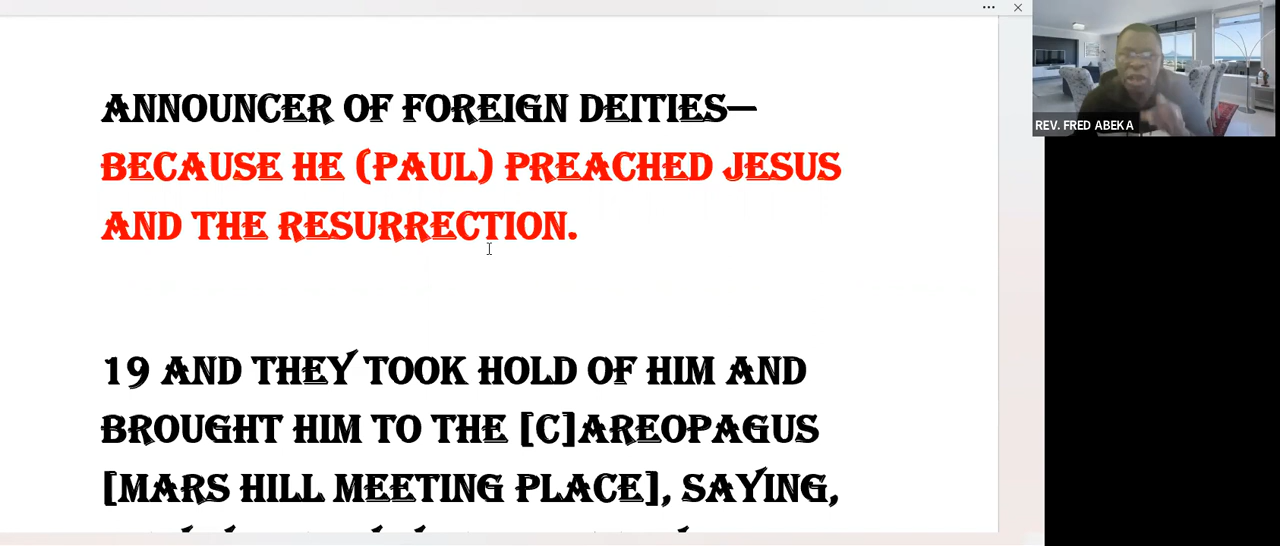 ANNOUNCER OF FOREIGN DEITIES—
BECAUSE HE (PAUL) PREACHED JESUS
AND THE RESURRECTION.
19 AND THEY TOOK HOLD OF HIM AND
BROUGHT HIM TO THE [C]AREOPAGUS
[MARS HILL MEETING PLACE], SAYING,
REV. FRED ABEKA